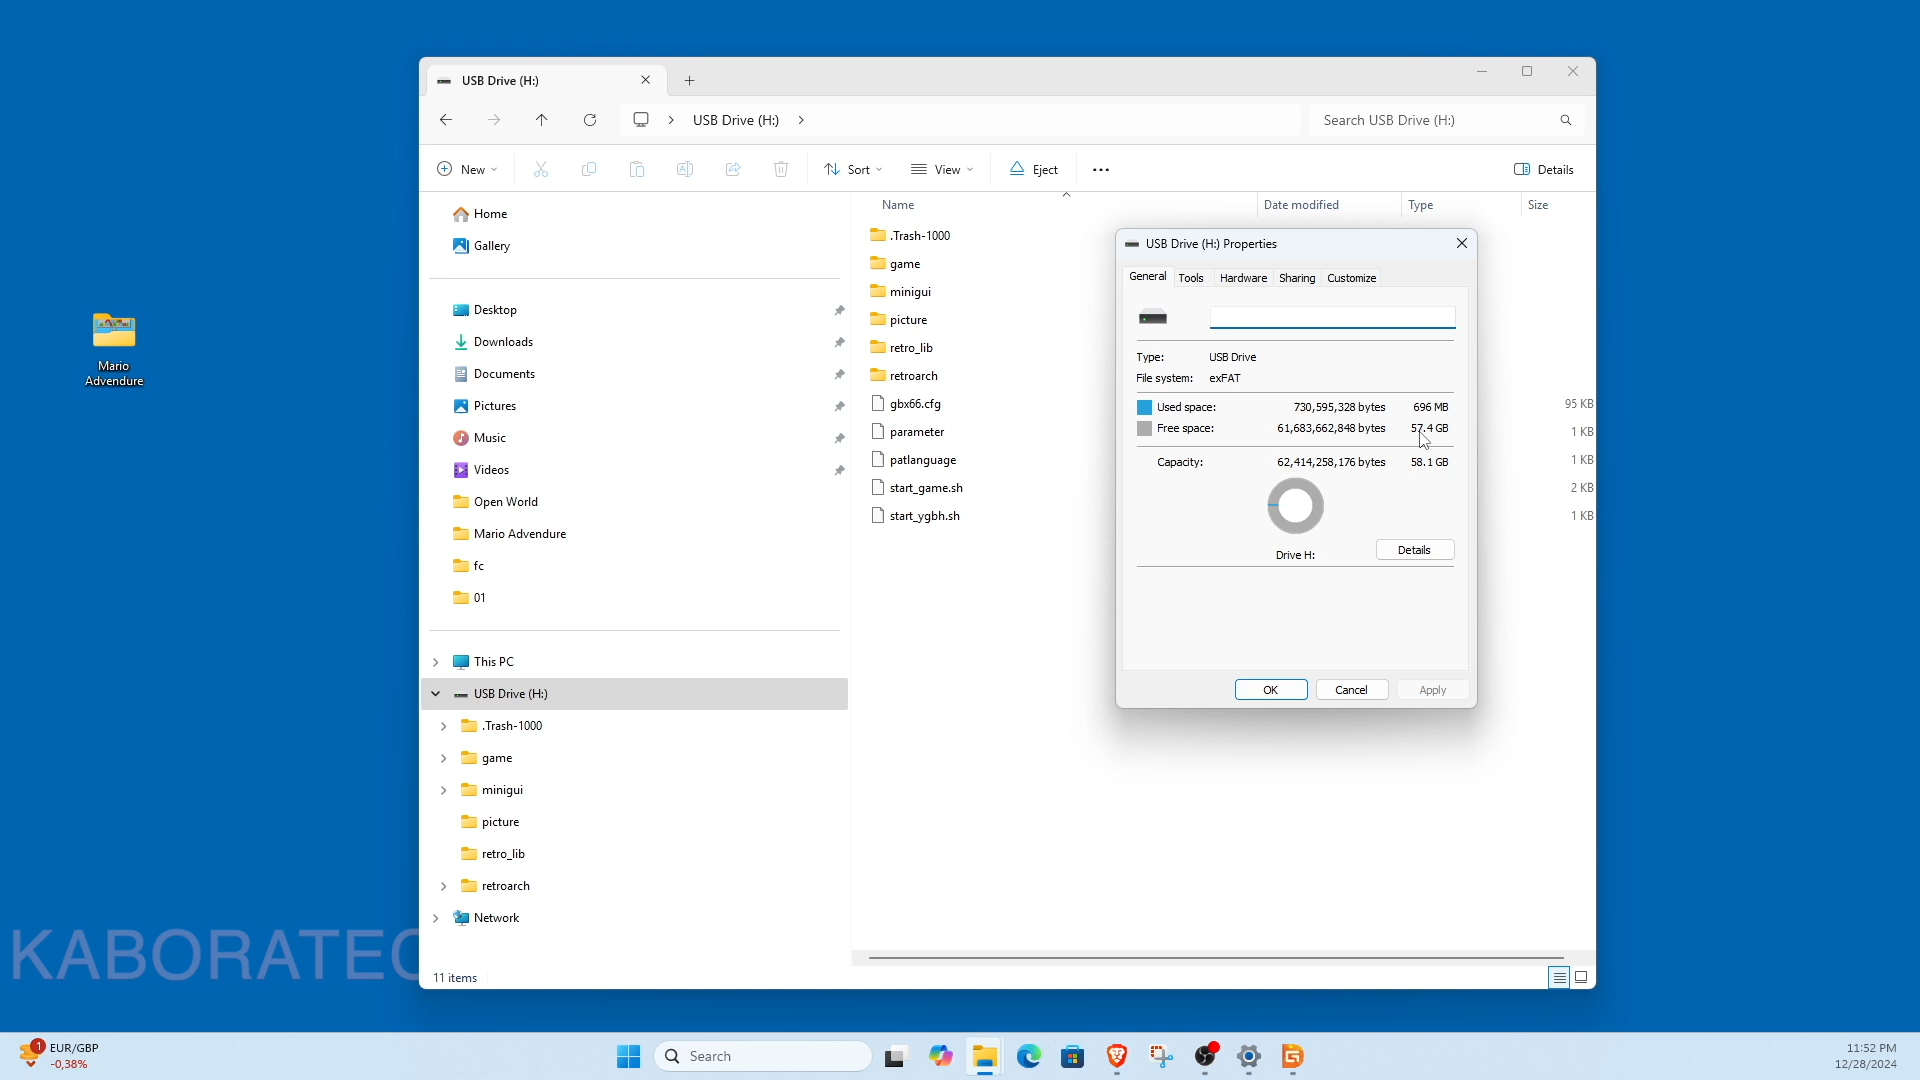 USB Drive (H:)
USB Drive (H:)
Search USB Drive (H:)
New
Sort
View
Eject
Details
Home
Gallery
Desktop
Downloads
Documents
Pictures
Music
Videos
Open World
Mario Advendure
fc
01
This PC
USB Drive (H:)
.Trash-1000
game
minigui
picture
retro_lib
retroarch
Network
11 items
Name
Date modified
Type
Size
.Trash-1000
game
minigui
picture
retro_lib
retroarch
gbx66.cfg
95 KB
parameter
1 KB
patlanguage
1 KB
start_game.sh
2 KB
start_ygbh.sh
1 KB
USB Drive (H:) Properties
General Tools Hardware Sharing Customize
Type: USB Drive
File system: exFAT
Used space: 730,595,328 bytes 696 MB
Free space: 61,683,662,848 bytes 57.4 GB
Capacity: 62,414,258,176 bytes 58.1 GB
Drive H:
Details
OK
Cancel
Apply
Mario
Advendure
KABORATEC
1
EUR/GBP
-0,38%
Search
11:52 PM
12/28/2024